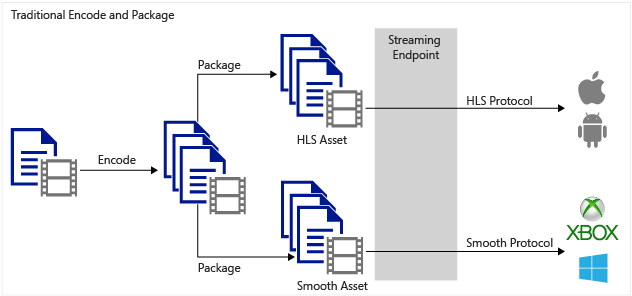 Traditional Encode and Package
Streaming
Endpoint
Package
HLS Protocol
HLS Asset
Encode
XBOX
Smooth Protocol
Package
Smooth Asset